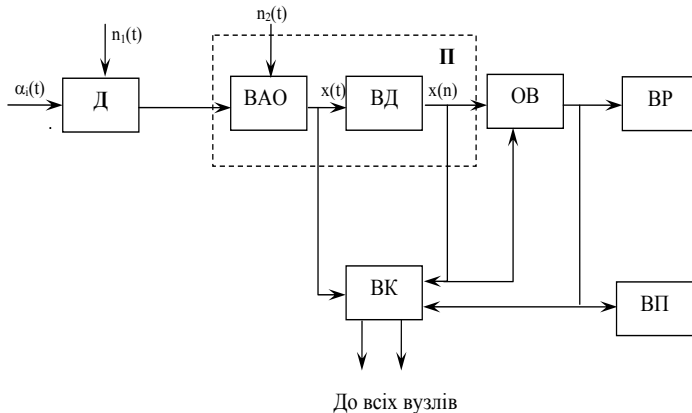 n₂(t)
n₁(t)
П
αᵢ(t)
Д
ВАО
x(t)
ВД
x(n)
ОВ
ВР
ВК
ВП
До всіх вузлів